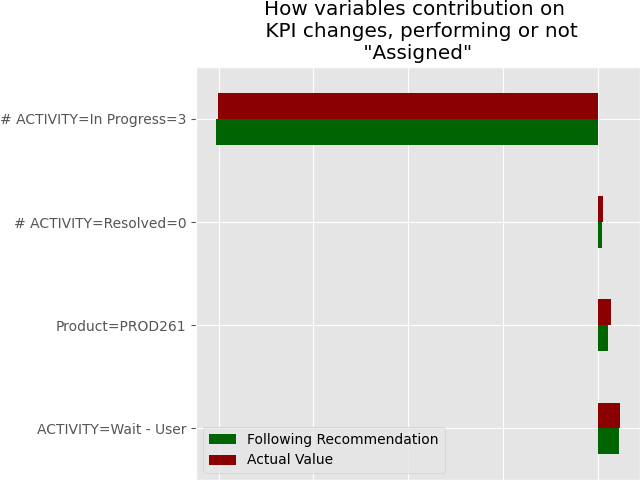 How variables contribution on
KPI changes, performing or not
"Assigned"
# ACTIVITY=In Progress=3
# ACTIVITY=Resolved=0
Product=PROD261
ACTIVITY=Wait - User
Following Recommendation
Actual Value